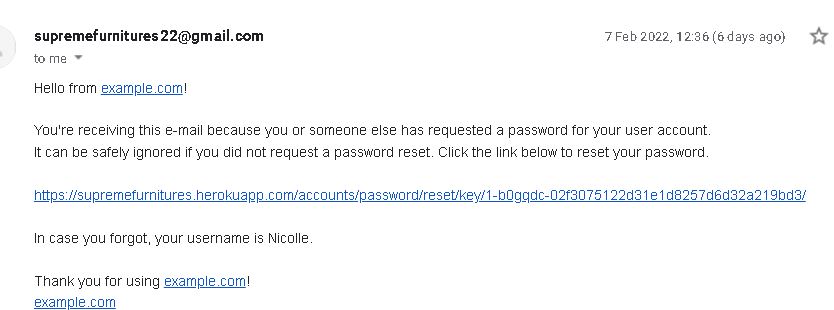 supremefurnitures22@gmail.com 7 Feb 2022, 12:36 (6 days ago)
to me
Hello from example.com!
You're receiving this e-mail because you or someone else has requested a password for your user account.
It can be safely ignored if you did not request a password reset. Click the link below to reset your password.
https://supremefurnitures.herokuapp.com/accounts/password/reset/key/1-b0gqdc-02f3075122d31e1d8257d6d32a219bd3/
In case you forgot, your username is Nicolle.
Thank you for using example.com!
example.com